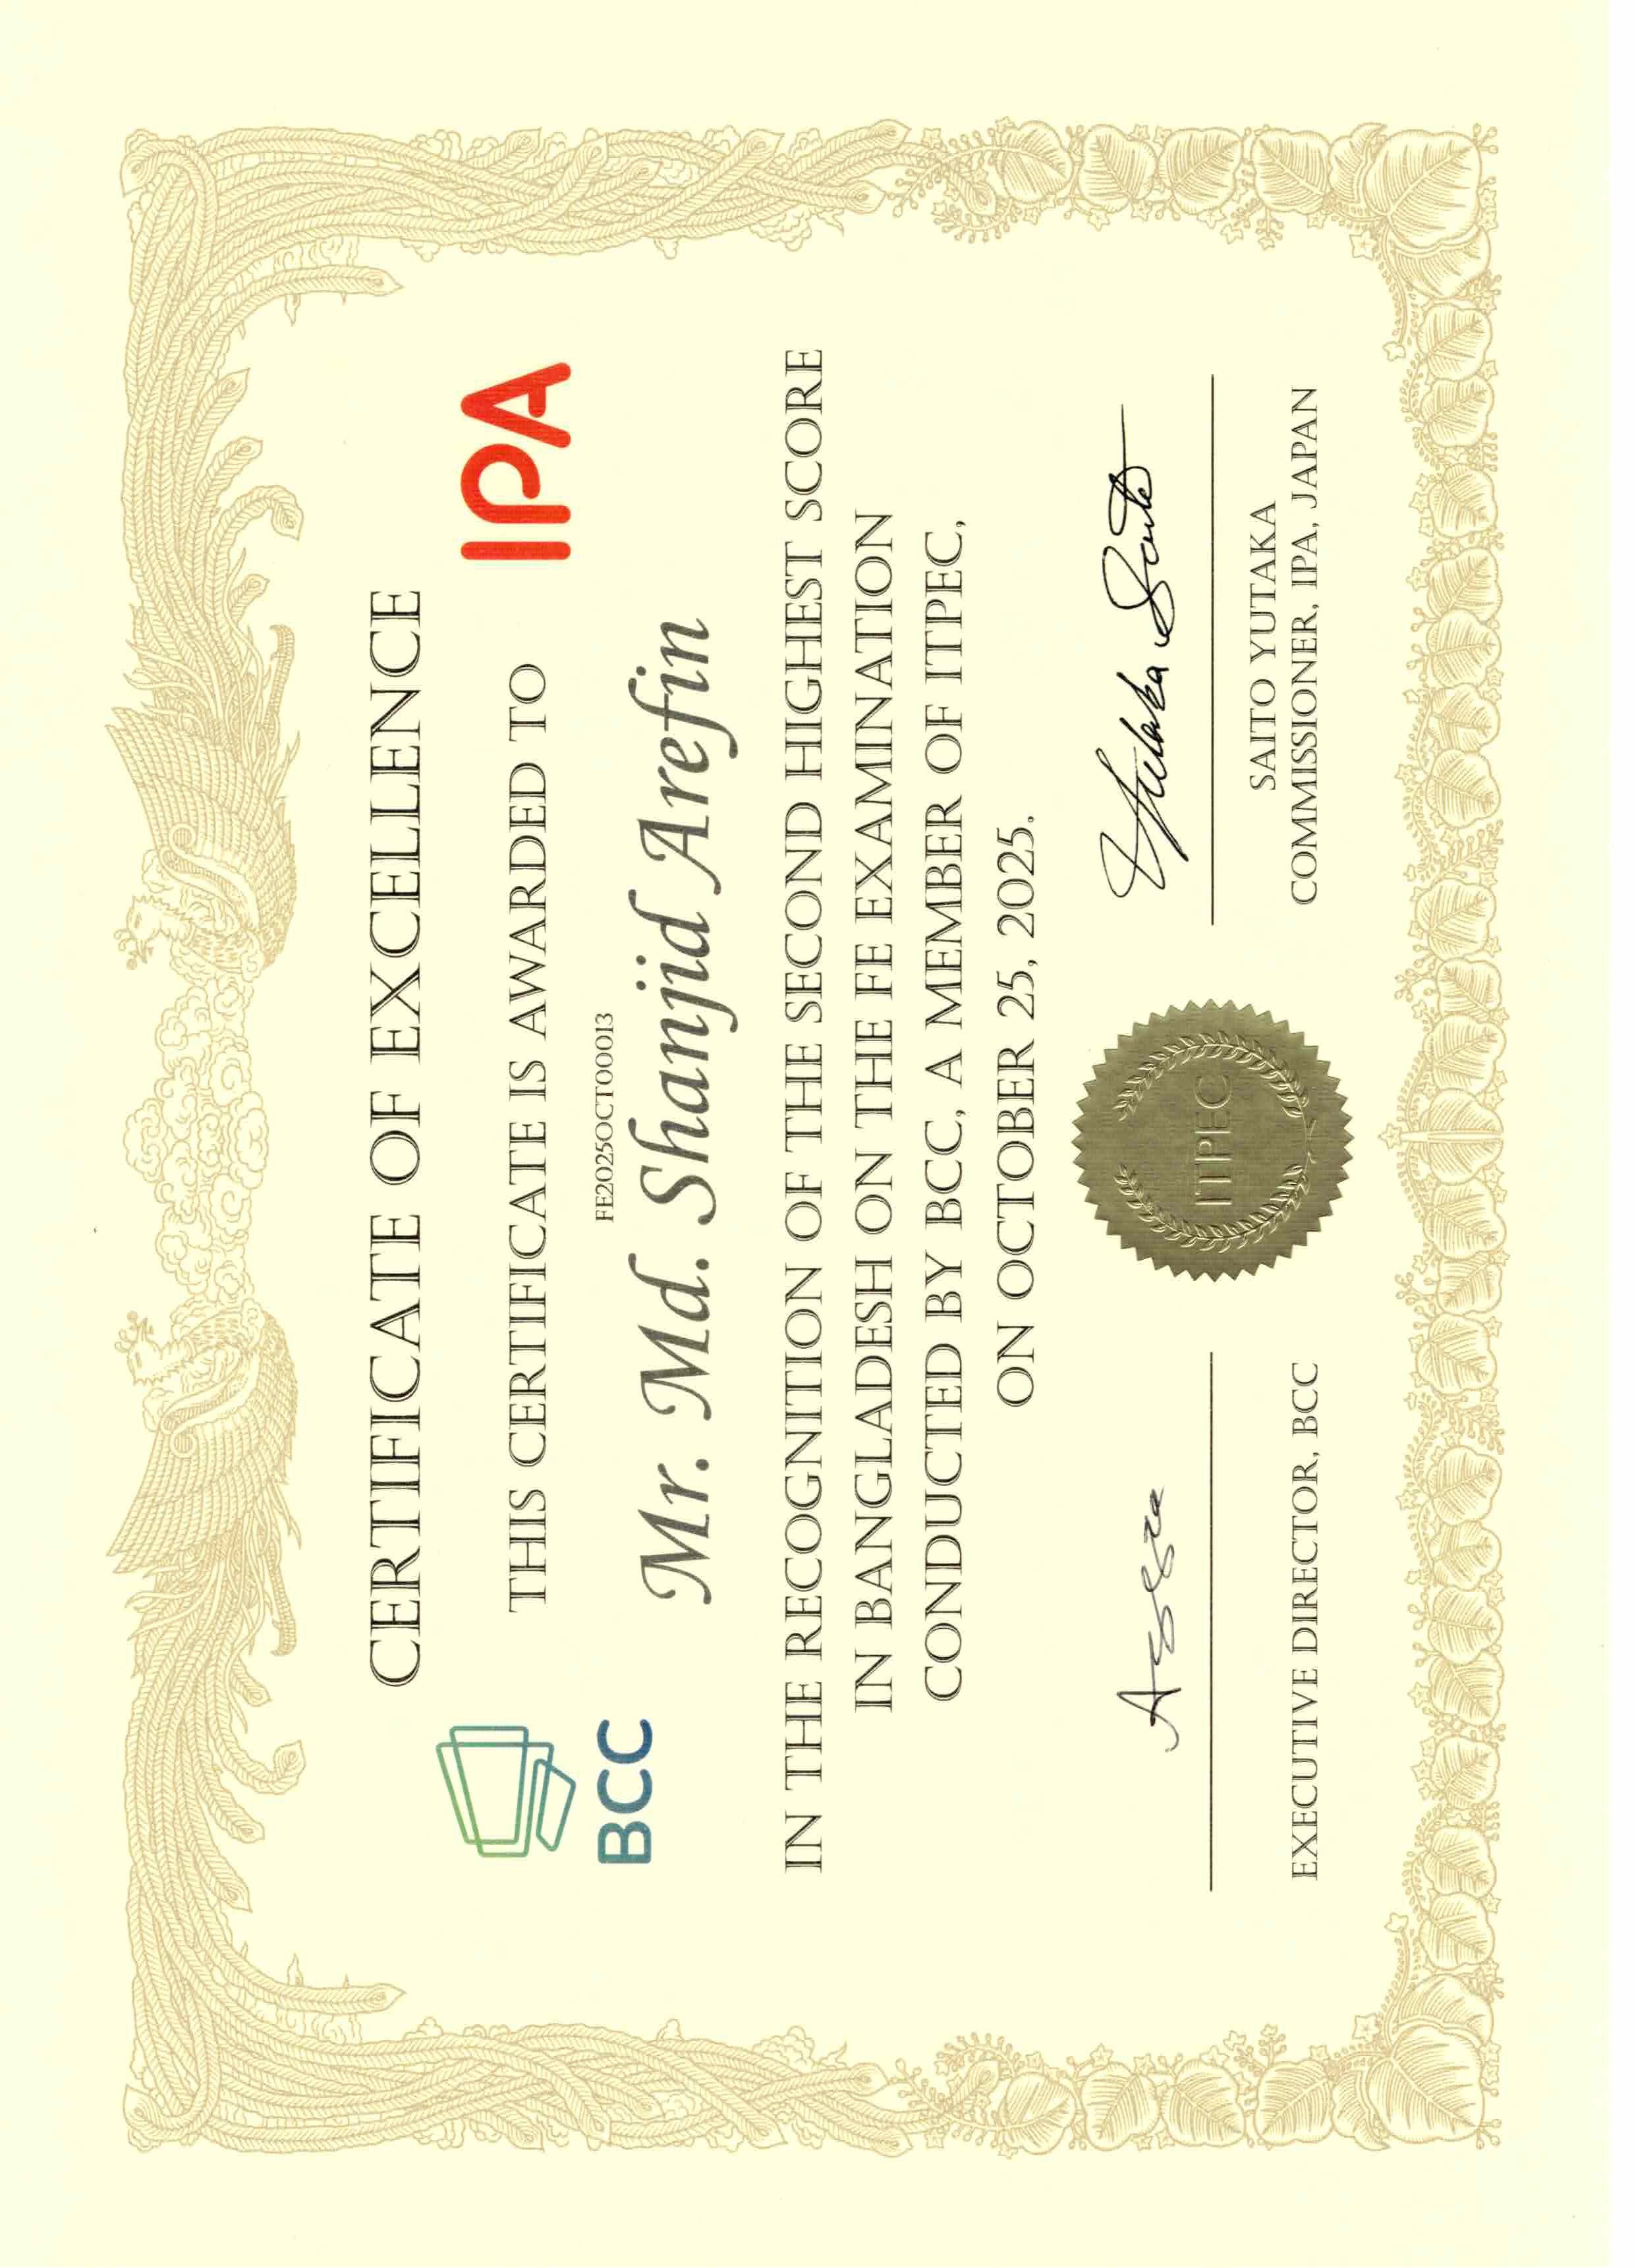 CERTIFICATE OF EXCELLENCE
BCC
IPA
THIS CERTIFICATE IS AWARDED TO
FE2025OCT00013
Mr. Md. Shanjid Arefin
IN THE RECOGNITION OF THE SECOND HIGHEST SCORE
IN BANGLADESH ON THE FE EXAMINATION
CONDUCTED BY BCC, A MEMBER OF ITPEC,
ON OCTOBER 25, 2025.
Yutaka Saito
ITPEC
EXECUTIVE DIRECTOR, BCC
SAITO YUTAKA
COMMISSIONER, IPA, JAPAN